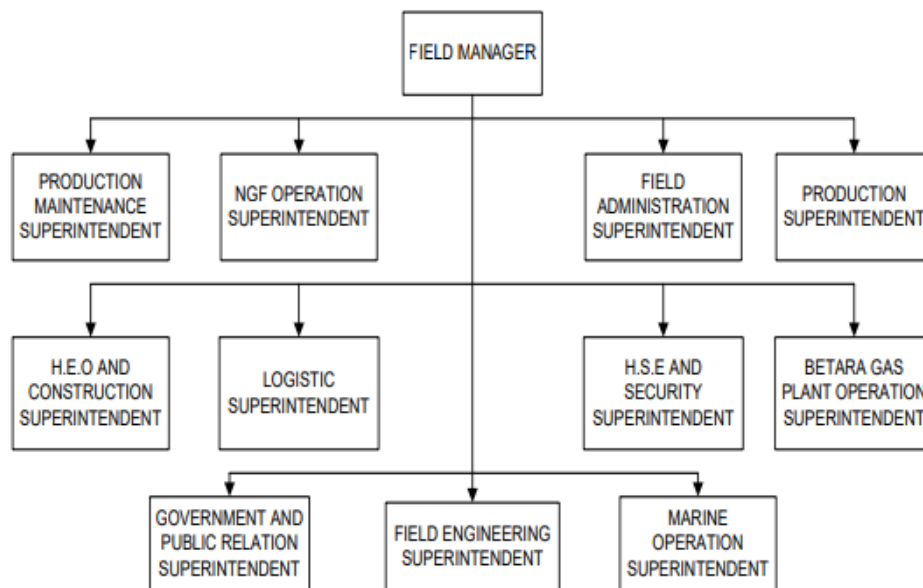 FIELD MANAGER
PRODUCTION
MAINTENANCE
SUPERINTENDENT
NGF OPERATION
SUPERINTENDENT
FIELD
ADMINISTRATION
SUPERINTENDENT
PRODUCTION
SUPERINTENDENT
H.E.O AND
CONSTRUCTION
SUPERINTENDENT
LOGISTIC
SUPERINTENDENT
H.S.E AND
SECURITY
SUPERINTENDENT
BETARA GAS
PLANT OPERATION
SUPERINTENDENT
GOVERNMENT AND
PUBLIC RELATION
SUPERINTENDENT
FIELD ENGINEERING
SUPERINTENDENT
MARINE
OPERATION
SUPERINTENDENT